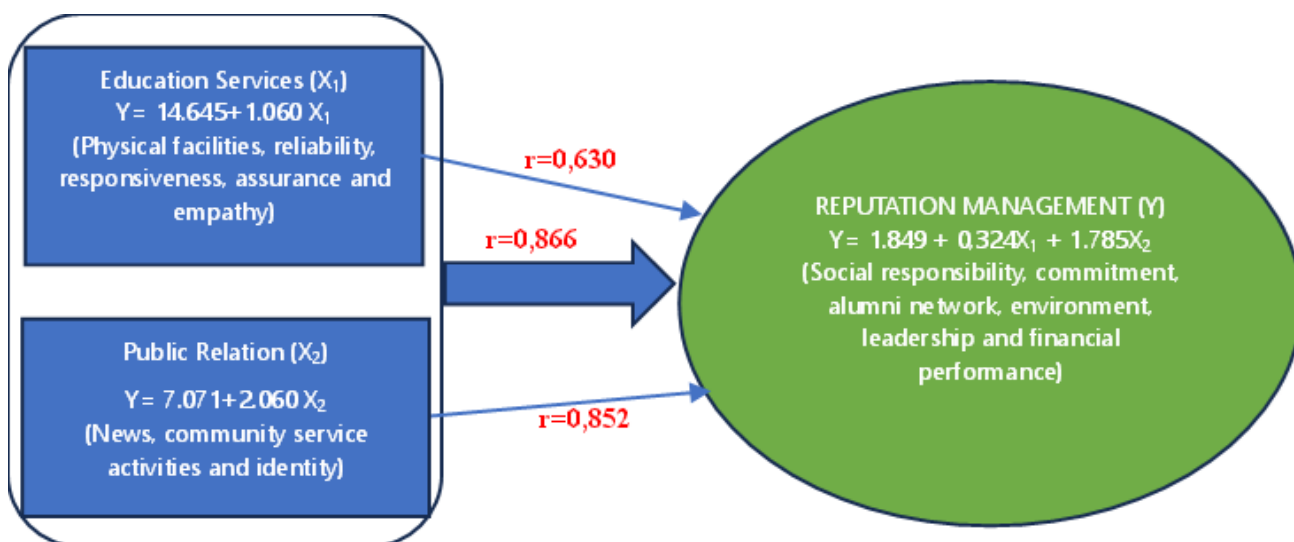 Education Services (X₁)
Y= 14.645+1.060 X₁
(Physical facilities, reliability,
responsiveness, assurance and
empathy)
r=0,630
r=0,866
Public Relation (X₂)
Y= 7.071+2.060 X₂
(News, community service
activities and identity)
r=0,852
REPUTATION MANAGEMENT (Y)
Y= 1.849 + 0,324X₁ + 1.785X₂
(Social responsibility, commitment,
alumni network, environment,
leadership and financial
performance)